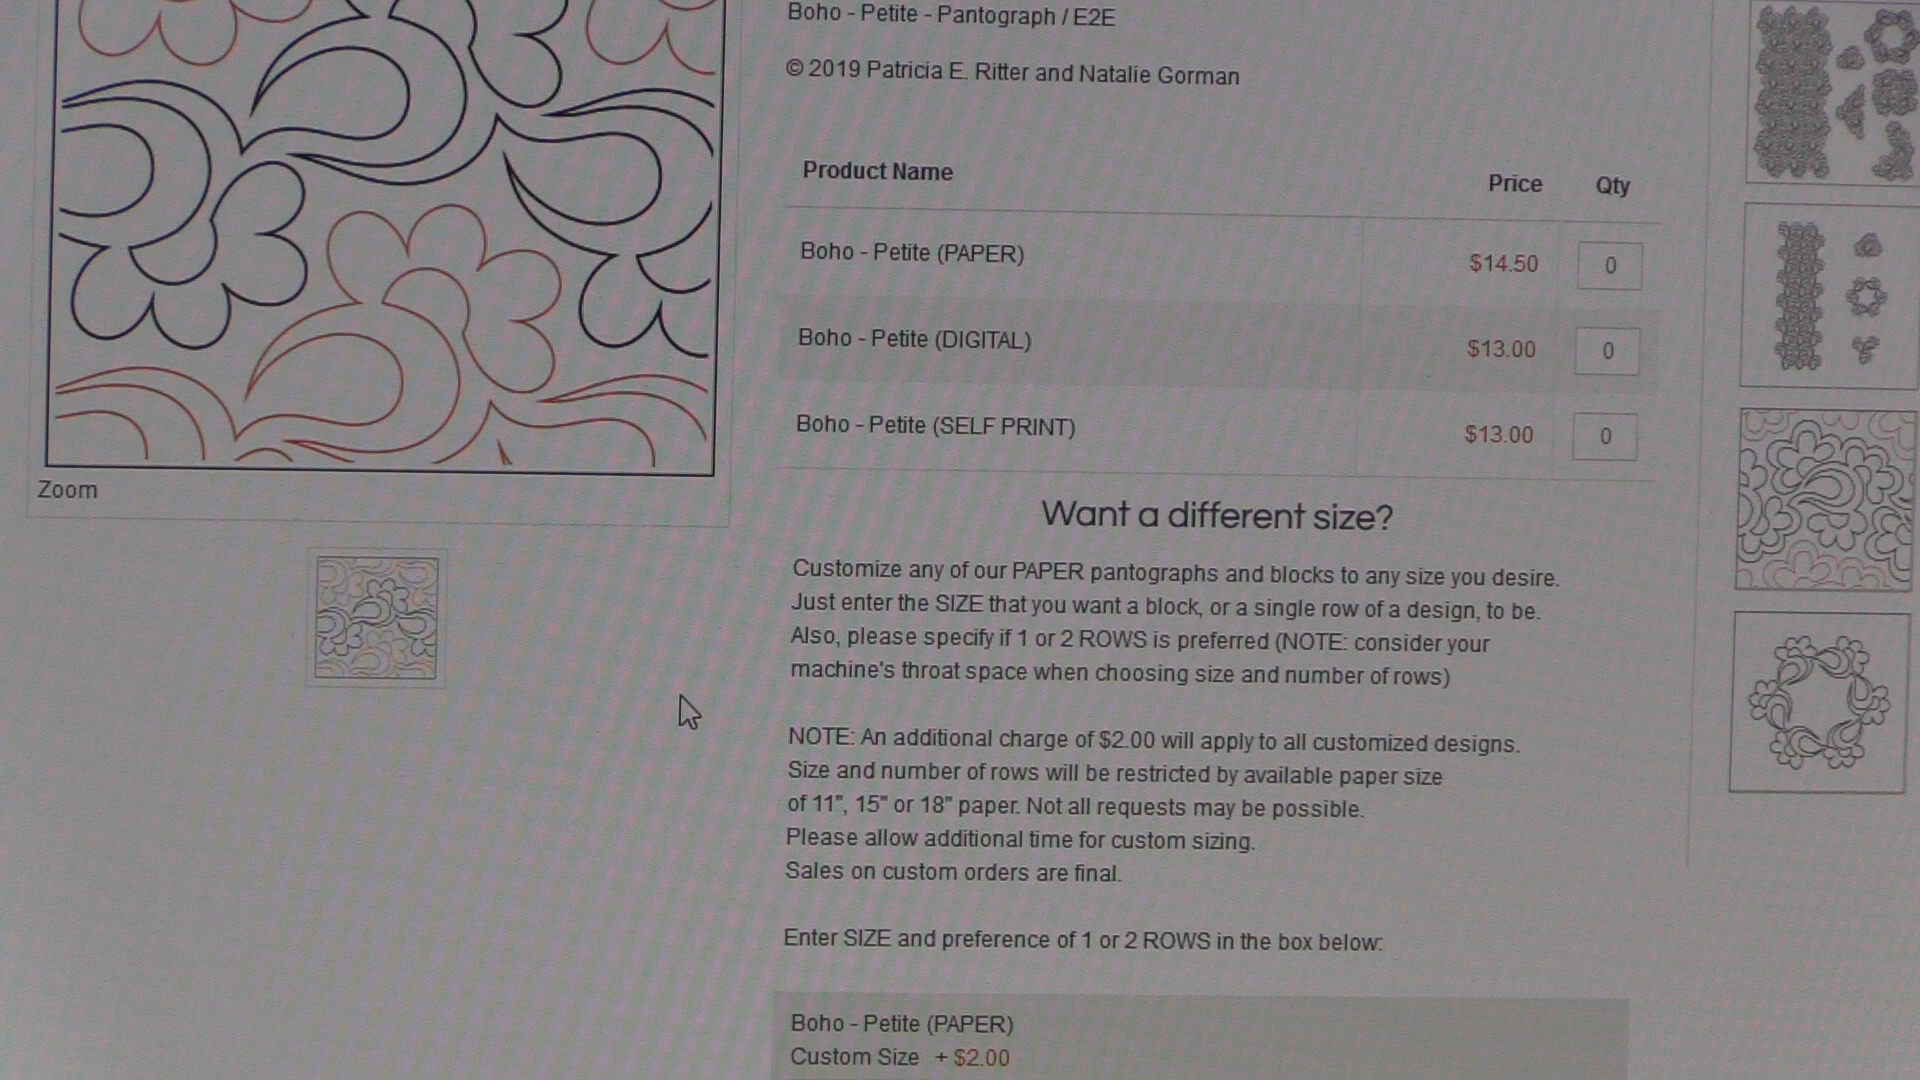 Boho - Petite - Pantograph / E2E
© 2019 Patricia E. Ritter and Natalie Gorman
Product Name Price Qty
Boho - Petite (PAPER) $14.50 0
Boho - Petite (DIGITAL) $13.00 0
Boho - Petite (SELF PRINT) $13.00 0
Zoom
Want a different size?
Customize any of our PAPER pantographs and blocks to any size you desire.
Just enter the SIZE that you want a block, or a single row of a design, to be.
Also, please specify if 1 or 2 ROWS is preferred (NOTE: consider your
machine's throat space when choosing size and number of rows)
NOTE: An additional charge of $2.00 will apply to all customized designs.
Size and number of rows will be restricted by available paper size
of 11", 15" or 18" paper. Not all requests may be possible.
Please allow additional time for custom sizing.
Sales on custom orders are final.
Enter SIZE and preference of 1 or 2 ROWS in the box below:
Boho - Petite (PAPER)
Custom Size + $2.00